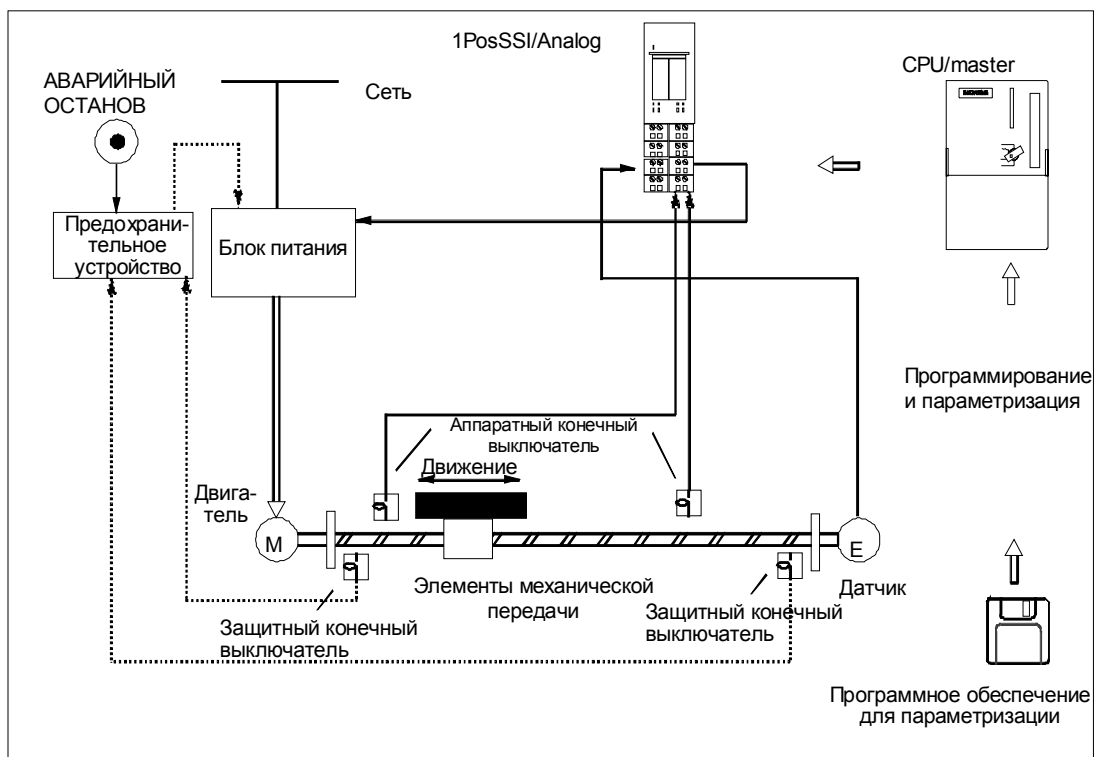 1PosSSI/Analog
CPU/master
SIEMENS
АВАРИЙНЫЙ
ОСТАНОВ
Сеть
Предохрани-
тельное
устройство
Блок питания
Программирование
и параметризация
Аппаратный конечный
выключатель
Движение
Двига-
тель
M
E
Датчик
Элементы механической
передачи
Защитный конечный
выключатель
Защитный конечный
выключатель
Программное обеспечение
для параметризации